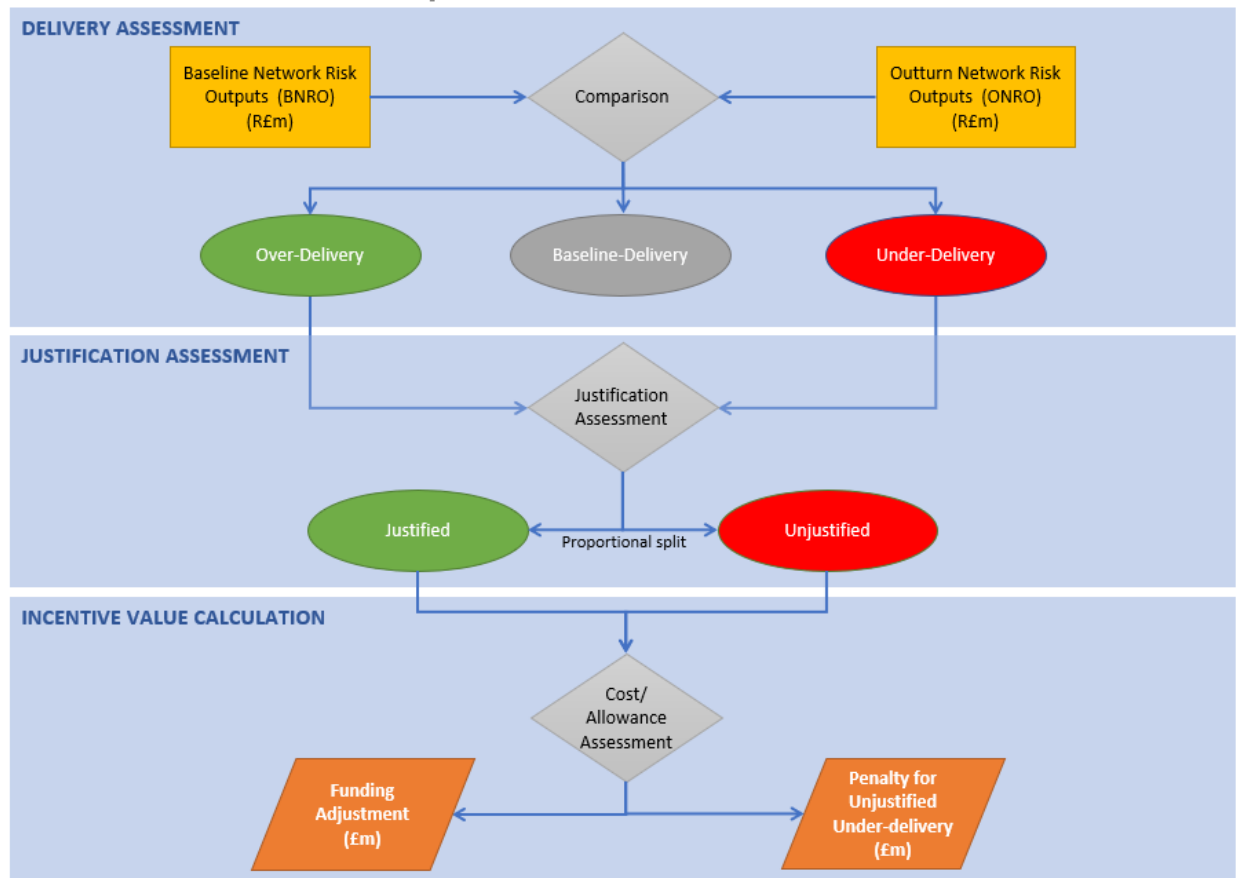 DELIVERY ASSESSMENT
Baseline Network Risk
Outputs (BNRO)
(R£m)
Comparison
Outturn Network Risk
Outputs (ONRO)
(R£m)
Over-Delivery
Baseline-Delivery
Under-Delivery
JUSTIFICATION ASSESSMENT
Justification
Assessment
Justified
Proportional split
Unjustified
INCENTIVE VALUE CALCULATION
Cost/
Allowance
Assessment
Funding
Adjustment
(£m)
Penalty for
Unjustified
Under-delivery
(£m)